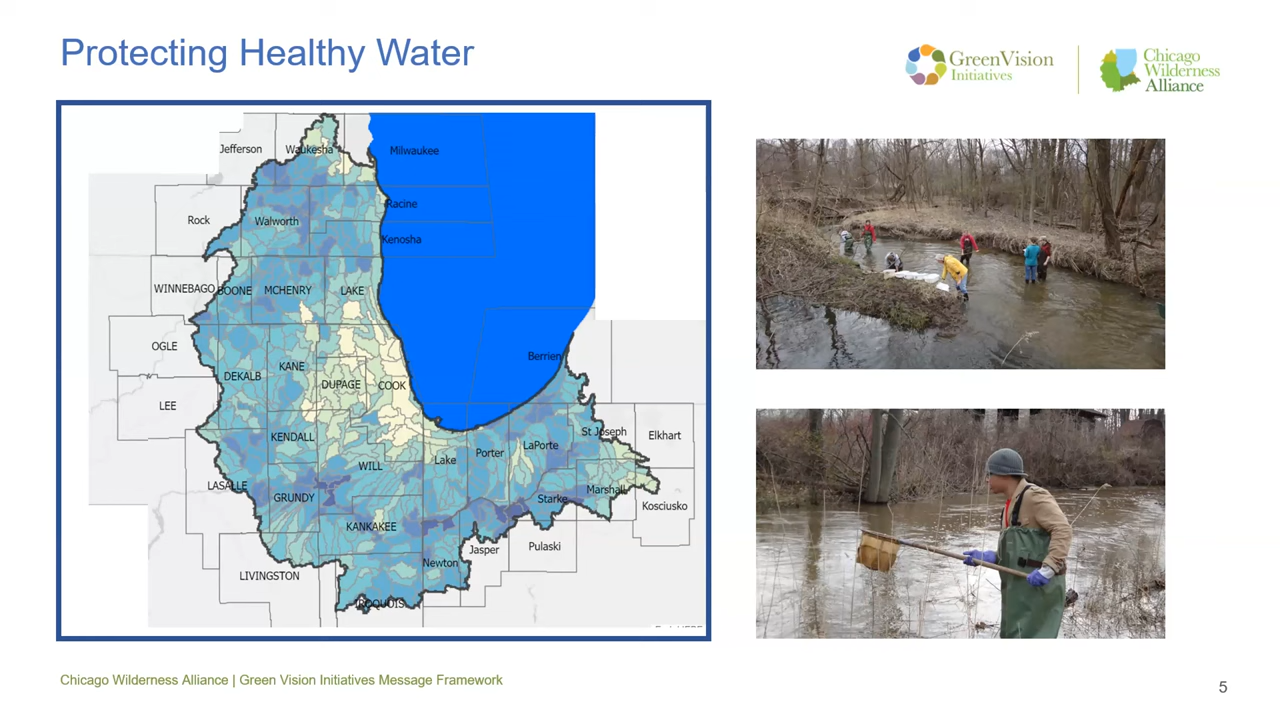 Protecting Healthy Water
GreenVision
Initiatives
Chicago
Wilderness
Alliance
Jefferson
Waukesha
Milwaukee
Rock
Walworth
Racine
Kenosha
WINNEBAGO
BOONE
MCHENRY
LAKE
OGLE
KANE
DEKALB
DUPAGE
COOK
Berrien
LEE
KENDALL
WILL
Lake
Porter
LaPorte
St Joseph
Elkhart
LASALLE
GRUNDY
Starke
Marshall
Kosciusko
KANKAKEE
Jasper
Pulaski
LIVINGSTON
Newton
IROQUOIS
Chicago Wilderness Alliance | Green Vision Initiatives Message Framework
5